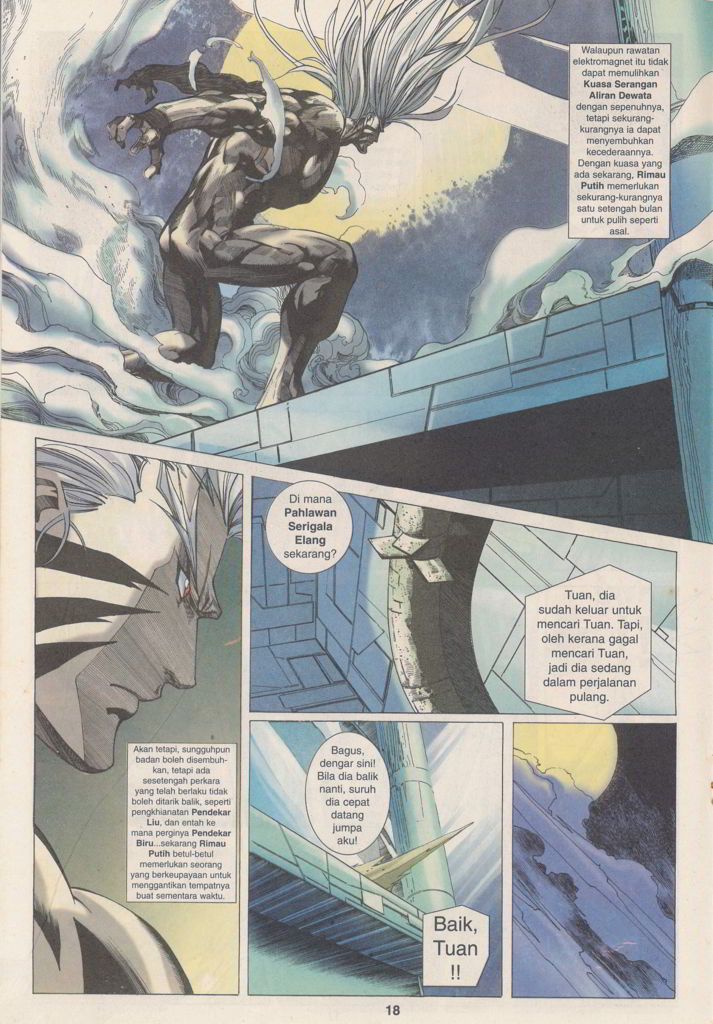 Walaupun rawatan
elektromagnet itu tidak
dapat memulihkan
Kuasa Serangan
Aliran Dewata
dengan sepenuhnya,
tetapi sekurang-
kurangnya ia dapat
menyembuhkan
kecederaannya.
Dengan kuasa yang
ada sekarang, Rimau
Putih memerlukan
sekurang-kurangnya
satu setengah bulan
untuk pulih seperti
asal.
Akan tetapi, sungguhpun
badan boleh disembuh-
kan, tetapi ada
sesetengah perkara
yang telah berlaku tidak
boleh ditarik balik, seperti
pengkhianatan Pendekar
Liu, dan entah ke
mana perginya Pendekar
Biru...sekarang Rimau
Putih betul-betul
memerlukan seorang
yang berkeupayaan untuk
menggantikan tempatnya
buat sementara waktu.
Di mana
Pahlawan
Serigala
Elang
sekarang?
Tuan, dia
sudah keluar untuk
mencari Tuan. Tapi,
oleh kerana gagal
mencari Tuan,
jadi dia sedang
dalam perjalanan
pulang.
Bagus,
dengar sini!
Bila dia balik
nanti, suruh
dia cepat
datang
jumpa
aku!
Baik,
Tuan
!!
18